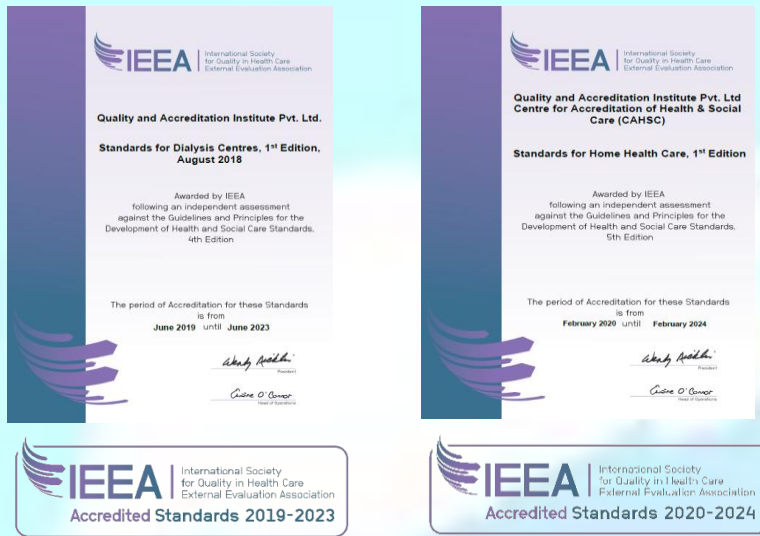 IEEA
International Society
for Quality in Health Care
External Evaluation Association
Quality and Accreditation Institute Pvt. Ltd.
Standards for Dialysis Centres, 1st Edition,
August 2018
Awarded by IEEA
following an independent assessment
against the Guidelines and Principles for the
Development of Health and Social Care Standards,
4th Edition
The period of Accreditation for these Standards
is from
June 2019 until June 2023
President
Head of Operations
IEEA
International Society
for Quality in Health Care
External Evaluation Association
Accredited Standards 2019-2023
IEEA
International Society
for Quality in Health Care
External Evaluation Association
Quality and Accreditation Institute Pvt. Ltd
Centre for Accreditation of Health & Social
Care (CAHSC)
Standards for Home Health Care, 1st Edition
Awarded by IEEA
following an independent assessment
against the Guidelines and Principles for the
Development of Health and Social Care Standards,
5th Edition
The period of Accreditation for these Standards
is from
February 2020 until February 2024
President
Head of Operations
IEEA
International Society
for Quality in Health Care
External Evaluation Association
Accredited Standards 2020-2024